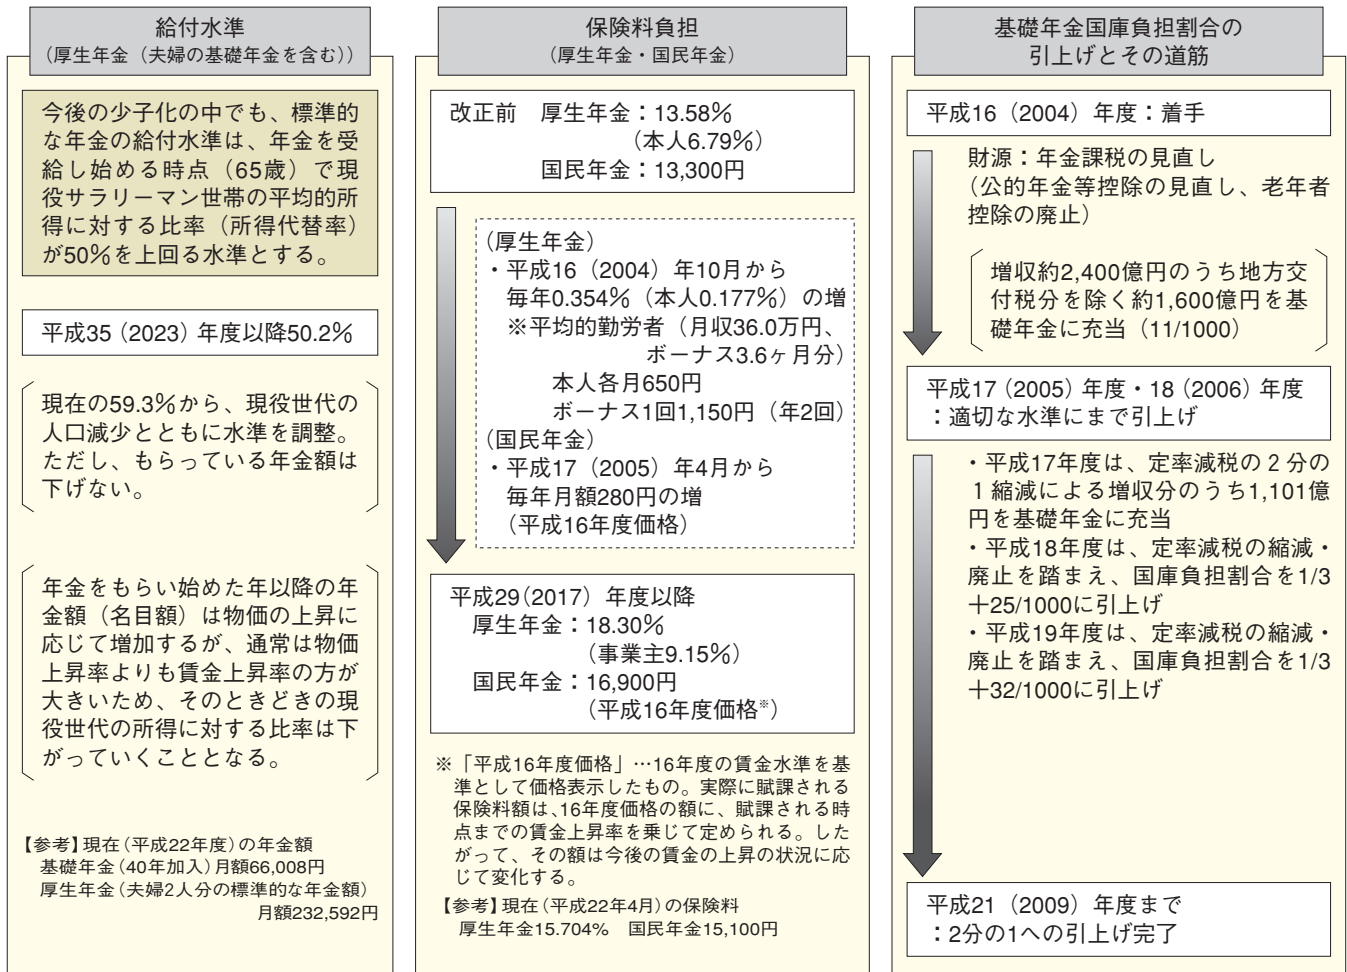 給付水準
（厚生年金（夫婦の基礎年金を含む））
今後の少子化の中でも、標準的
な年金の給付水準は、年金を受
給し始める時点（65歳）で現
役サラリーマン世帯の平均的所
得に対する比率（所得代替率）
が50％を上回る水準とする。
平成35（2023）年度以降50.2％
現在の59.3％から、現役世代の
人口減少とともに水準を調整。
ただし、もらっている年金額は
下げない。
年金をもらい始めた年以降の年
金額（名目額）は物価の上昇に
応じて増加するが、通常は物価
上昇率よりも賃金上昇率の方が
大きいため、そのときどきの現
役世代の所得に対する比率は下
がっていくこととなる。
【参考】現在（平成22年度）の年金額
基礎年金（40年加入）月額66,008円
厚生年金（夫婦2人分の標準的な年金額）
月額232,592円
保険料負担
（厚生年金・国民年金）
改正前　厚生年金：13.58％
（本人6.79％）
国民年金：13,300円
（厚生年金）
・平成16（2004）年10月から
毎年0.354％（本人0.177％）の増
※平均的勤労者（月収36.0万円、
ボーナス3.6ヶ月分）
本人各月650円
ボーナス1回1,150円（年2回）
（国民年金）
・平成17（2005）年4月から
毎年月額280円の増
（平成16年度価格）
平成29（2017）年度以降
厚生年金：18.30％
（事業主9.15％）
国民年金：16,900円
（平成16年度価格※）
※「平成16年度価格」…16年度の賃金水準を基
準として価格表示したもの。実際に賦課される
保険料額は、16年度価格の額に、賦課される時
点までの賃金上昇率を乗じて定められる。した
がって、その額は今後の賃金の上昇の状況に応
じて変化する。
【参考】現在（平成22年4月）の保険料
厚生年金15.704%　国民年金15,100円
基礎年金国庫負担割合の
引上げとその道筋
平成16（2004）年度：着手
財源：年金課税の見直し
（公的年金等控除の見直し、老年者
控除の廃止）
増収約2,400億円のうち地方交
付税分を除く約1,600億円を基
礎年金に充当（11/1000）
平成17（2005）年度・18（2006）年度
：適切な水準にまで引上げ
・平成17年度は、定率減税の２分の
１縮減による増収分のうち1,101億
円を基礎年金に充当
・平成18年度は、定率減税の縮減・
廃止を踏まえ、国庫負担割合を1/3
＋25/1000に引上げ
・平成19年度は、定率減税の縮減・
廃止を踏まえ、国庫負担割合を1/3
＋32/1000に引上げ
平成21（2009）年度まで
：2分の1への引上げ完了